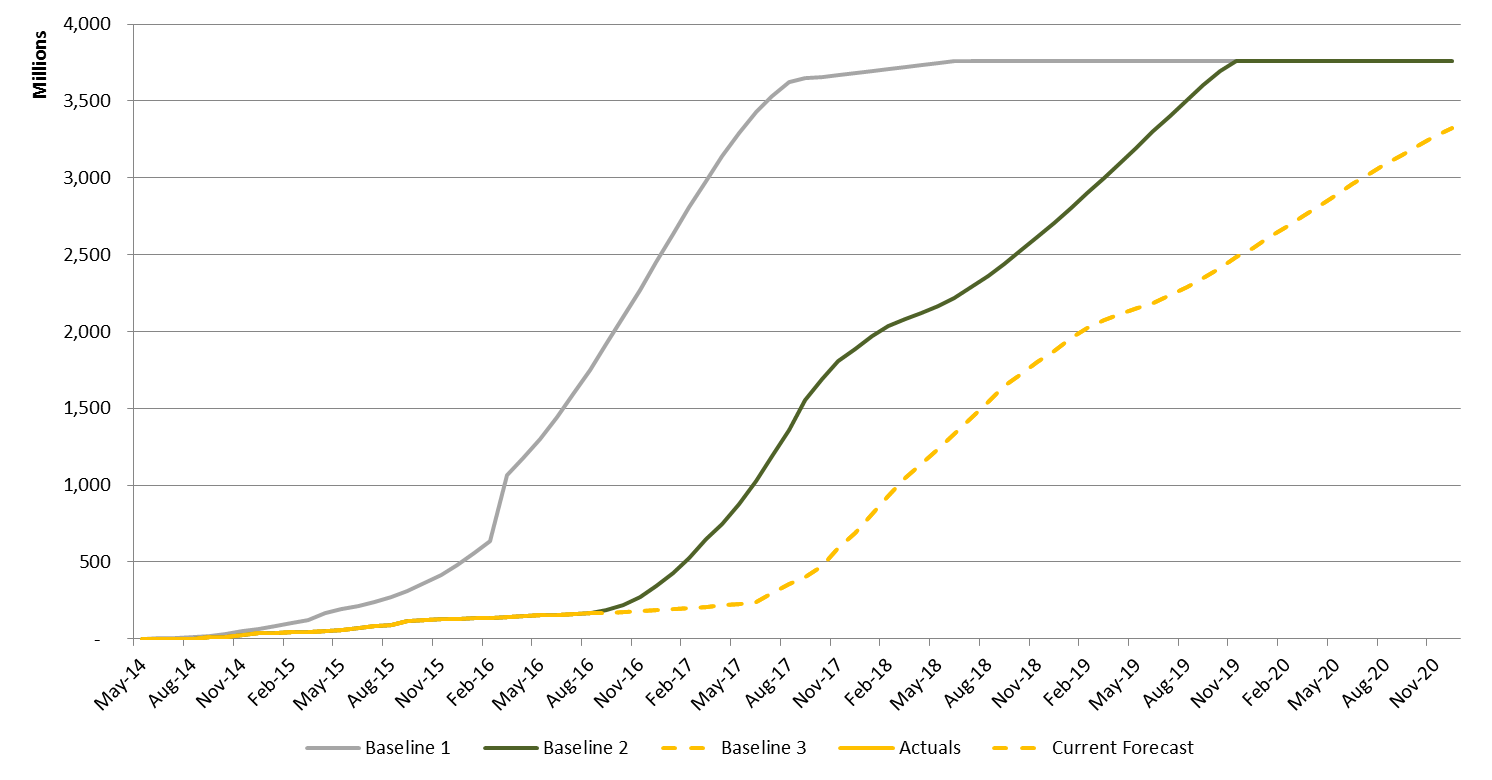 Millions
4,000
3,500
3,000
2,500
2,000
1,500
1,000
500
-
May-14
Aug-14
Nov-14
Feb-15
May-15
Aug-15
Nov-15
Feb-16
May-16
Aug-16
Nov-16
Feb-17
May-17
Aug-17
Nov-17
Feb-18
May-18
Aug-18
Nov-18
Feb-19
May-19
Aug-19
Nov-19
Feb-20
May-20
Aug-20
Nov-20
Baseline 1 Baseline 2 Baseline 3 Actuals Current Forecast